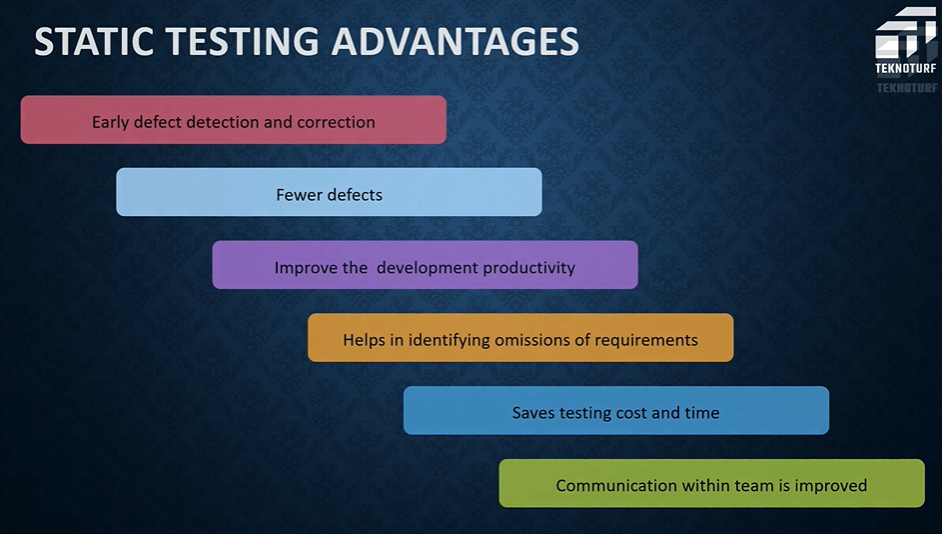 STATIC TESTING ADVANTAGES
TEKNOTURF
TEKNOTURF
Early defect detection and correction
Fewer defects
Improve the  development productivity
Helps in identifying omissions of requirements
Saves testing cost and time
Communication within team is improved